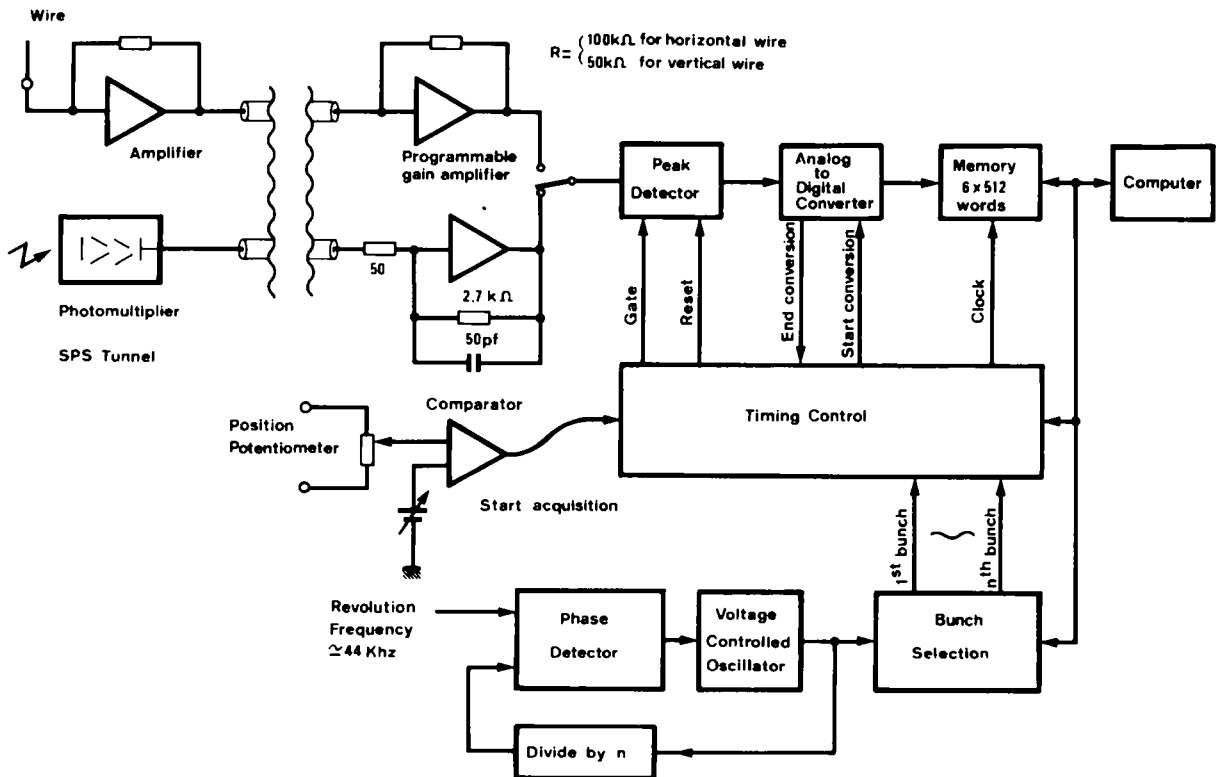 Wire
R= { 100kΩ for horizontal wire
50kΩ for vertical wire
Amplifier
Programmable
gain amplifier
Peak
Detector
Analog
to
Digital
Converter
Memory
6 x 512
words
Computer
50
2.7 kΩ
50pf
Photomultiplier
SPS Tunnel
Gate
Reset
End conversion
Start conversion
Clock
Timing Control
Comparator
Position
Potentiometer
Start acquisition
1st bunch
nth bunch
Revolution
Frequency
≃44 Khz
Phase
Detector
Voltage
Controlled
Oscillator
Bunch
Selection
Divide by n